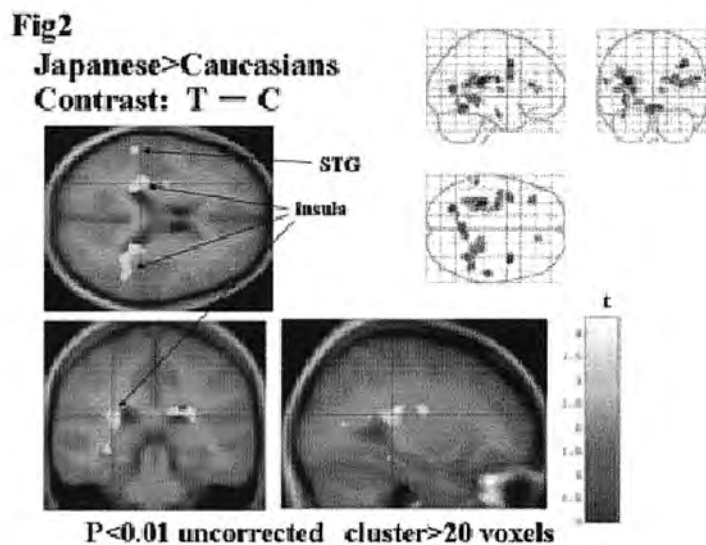 Fig2
Japanese>Caucasians
Contrast: T － C
STG
insula
t
P<0.01 uncorrected cluster>20 voxels